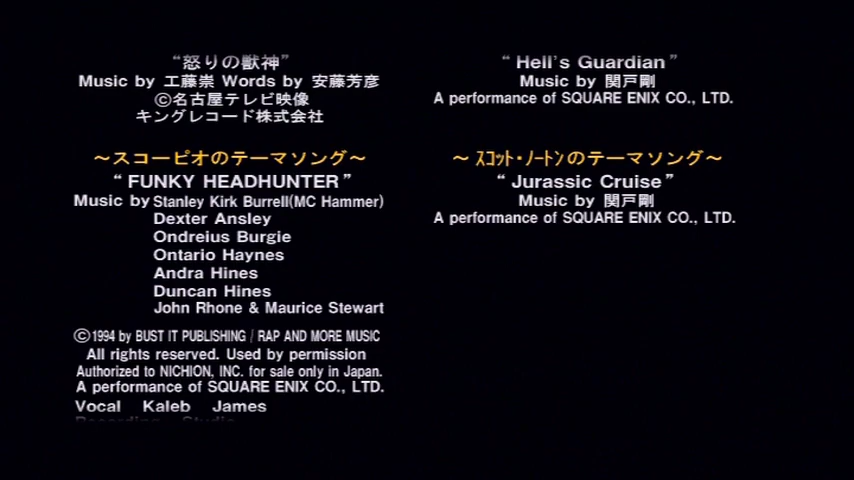 “怒りの獣神”
Music by 工藤崇 Words by 安藤芳彦
©名古屋テレビ映像
キングレコード株式会社
～スコーピオのテーマソング～
“FUNKY HEADHUNTER”
Music by Stanley Kirk Burrell(MC Hammer)
Dexter Ansley
Ondreius Burgie
Ontario Haynes
Andra Hines
Duncan Hines
John Rhone & Maurice Stewart
©1994 by BUST IT PUBLISHING / RAP AND MORE MUSIC
All rights reserved. Used by permission
Authorized to NICHION, INC. for sale only in Japan.
A performance of SQUARE ENIX CO., LTD.
Vocal Kaleb James
Recording Studio
“Hell's Guardian”
Music by 関戸剛
A performance of SQUARE ENIX CO., LTD.
～ｽｺｯﾄ・ﾉｰﾄﾝのテーマソング～
“Jurassic Cruise”
Music by 関戸剛
A performance of SQUARE ENIX CO., LTD.